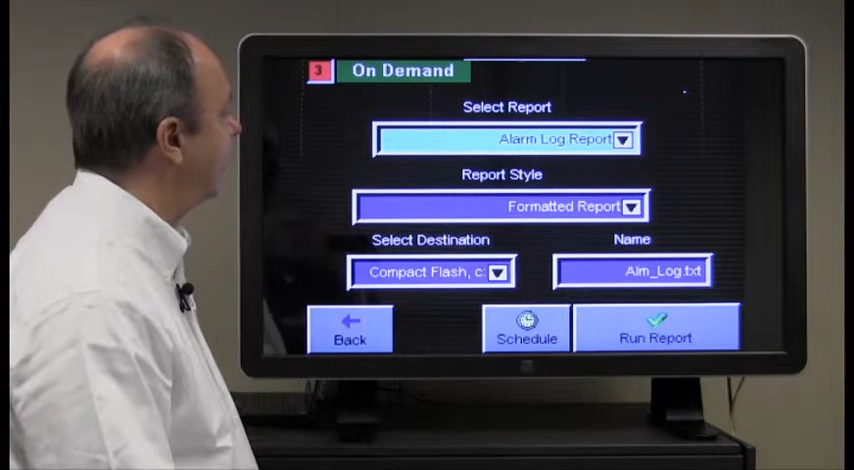 3 On Demand
Select Report
Alarm Log Report
Report Style
Formatted Report
Select Destination Name
Compact Flash, c: Alm_Log.txt
Back Schedule Run Report